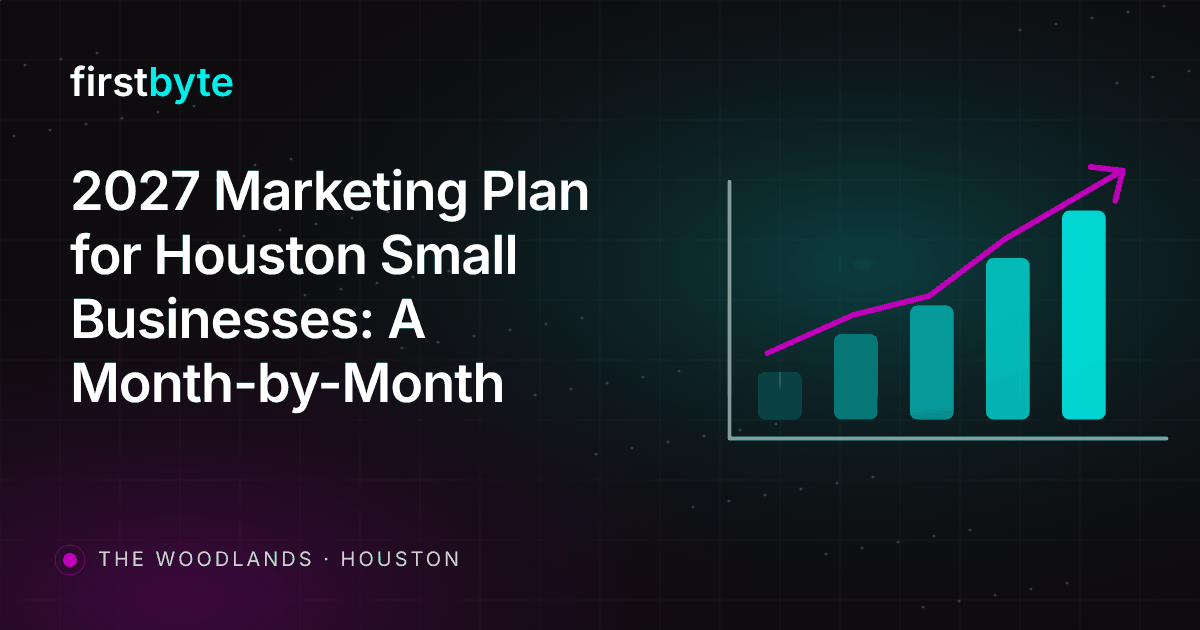 firstbyte
2027 Marketing Plan
for Houston Small
Businesses: A
Month-by-Month
THE WOODLANDS · HOUSTON